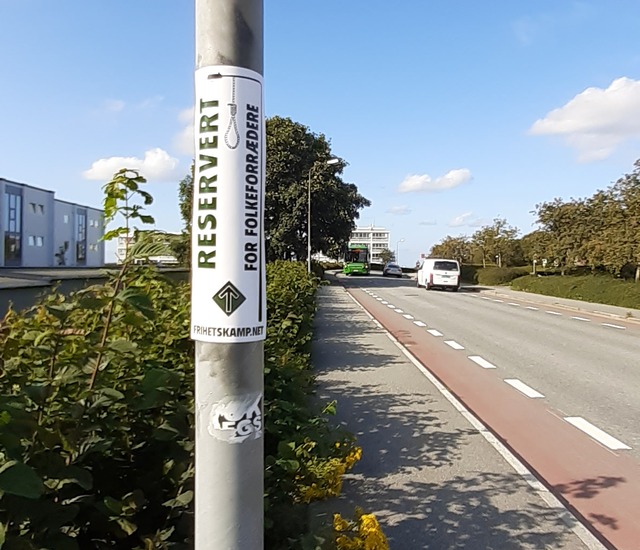 RESERVERT
FOR FOLKEFORRÆDERE
FRIHETSKAMP.NET